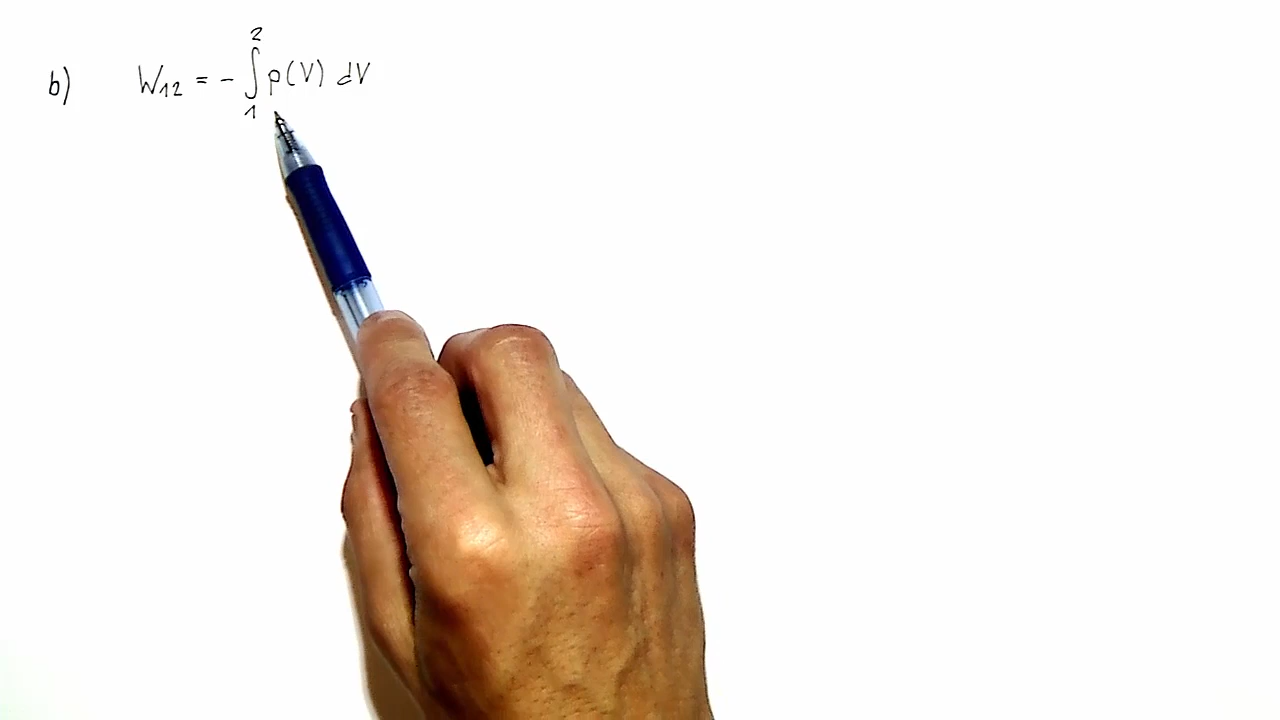 b) W₁₂ = - ∫₁² p(V) dV